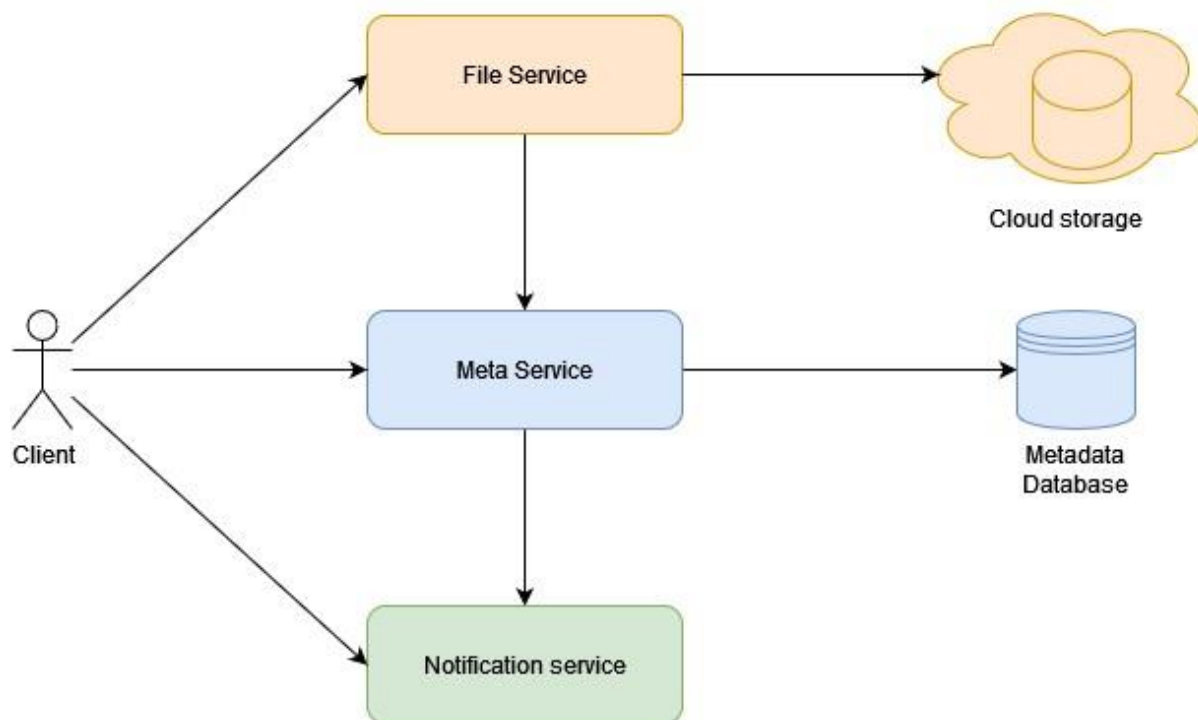 File Service
Cloud storage
Meta Service
Client
Metadata
Database
Notification service